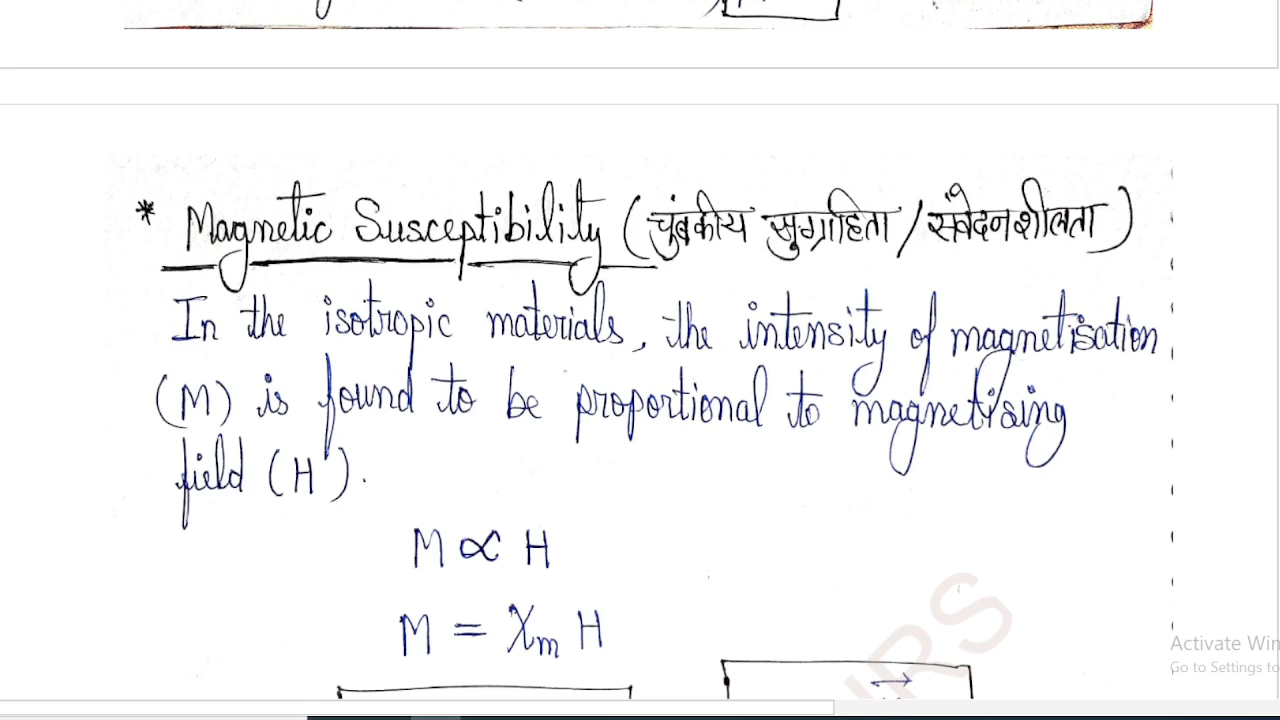 * Magnetic Susceptibility (चुंबकीय सुग्राहिता / संवेदनशीलता)
In the isotropic materials, the intensity of magnetisation
(M) is found to be proportional to magnetising
field (H).
M ∝ H
M = χm H
Activate Win
Go to Settings to